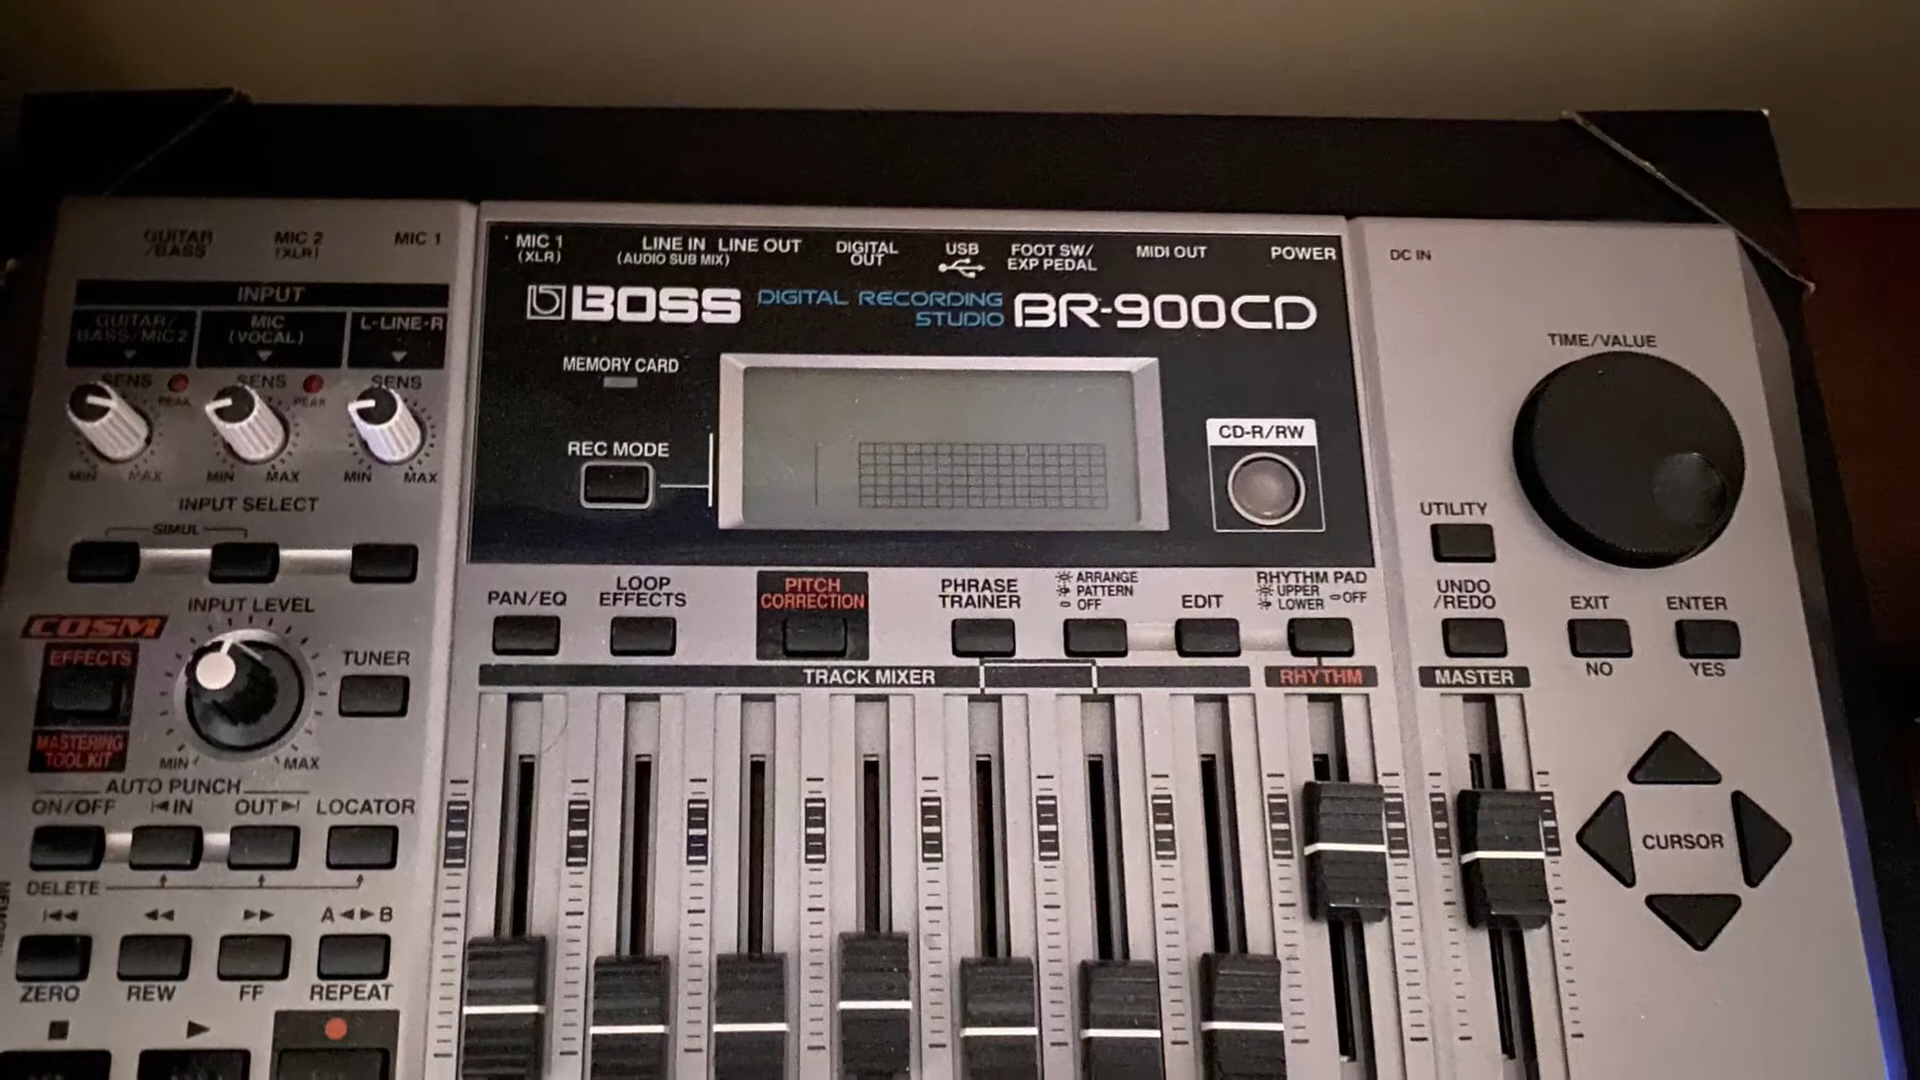 GUITAR
/BASS
MIC 2
(XLR)
MIC 1
MIC 1
(XLR)
LINE IN
(AUDIO SUB MIX)
LINE OUT
DIGITAL
OUT
USB
FOOT SW/
EXP PEDAL
MIDI OUT
POWER
DC IN
INPUT
GUITAR/
BASS/MIC 2
MIC
(VOCAL)
L-LINE-R
BOSS
DIGITAL RECORDING
STUDIO
BR-900CD
SENS
PEAK
SENS
PEAK
SENS
MIN MAX
MIN MAX
MIN MAX
MEMORY CARD
REC MODE
CD-R/RW
TIME/VALUE
INPUT SELECT
SIMUL
UTILITY
INPUT LEVEL
PAN/EQ
LOOP
EFFECTS
PITCH
CORRECTION
PHRASE
TRAINER
ARRANGE
PATTERN
OFF
EDIT
RHYTHM PAD
UPPER
LOWER
OFF
UNDO
/REDO
EXIT
ENTER
NO
YES
COSM
EFFECTS
TUNER
MASTERING
TOOL KIT
MIN
MAX
TRACK MIXER
RHYTHM
MASTER
AUTO PUNCH
ON/OFF
IN
OUT
LOCATOR
DELETE
CURSOR
A◄►B
ZERO
REW
FF
REPEAT